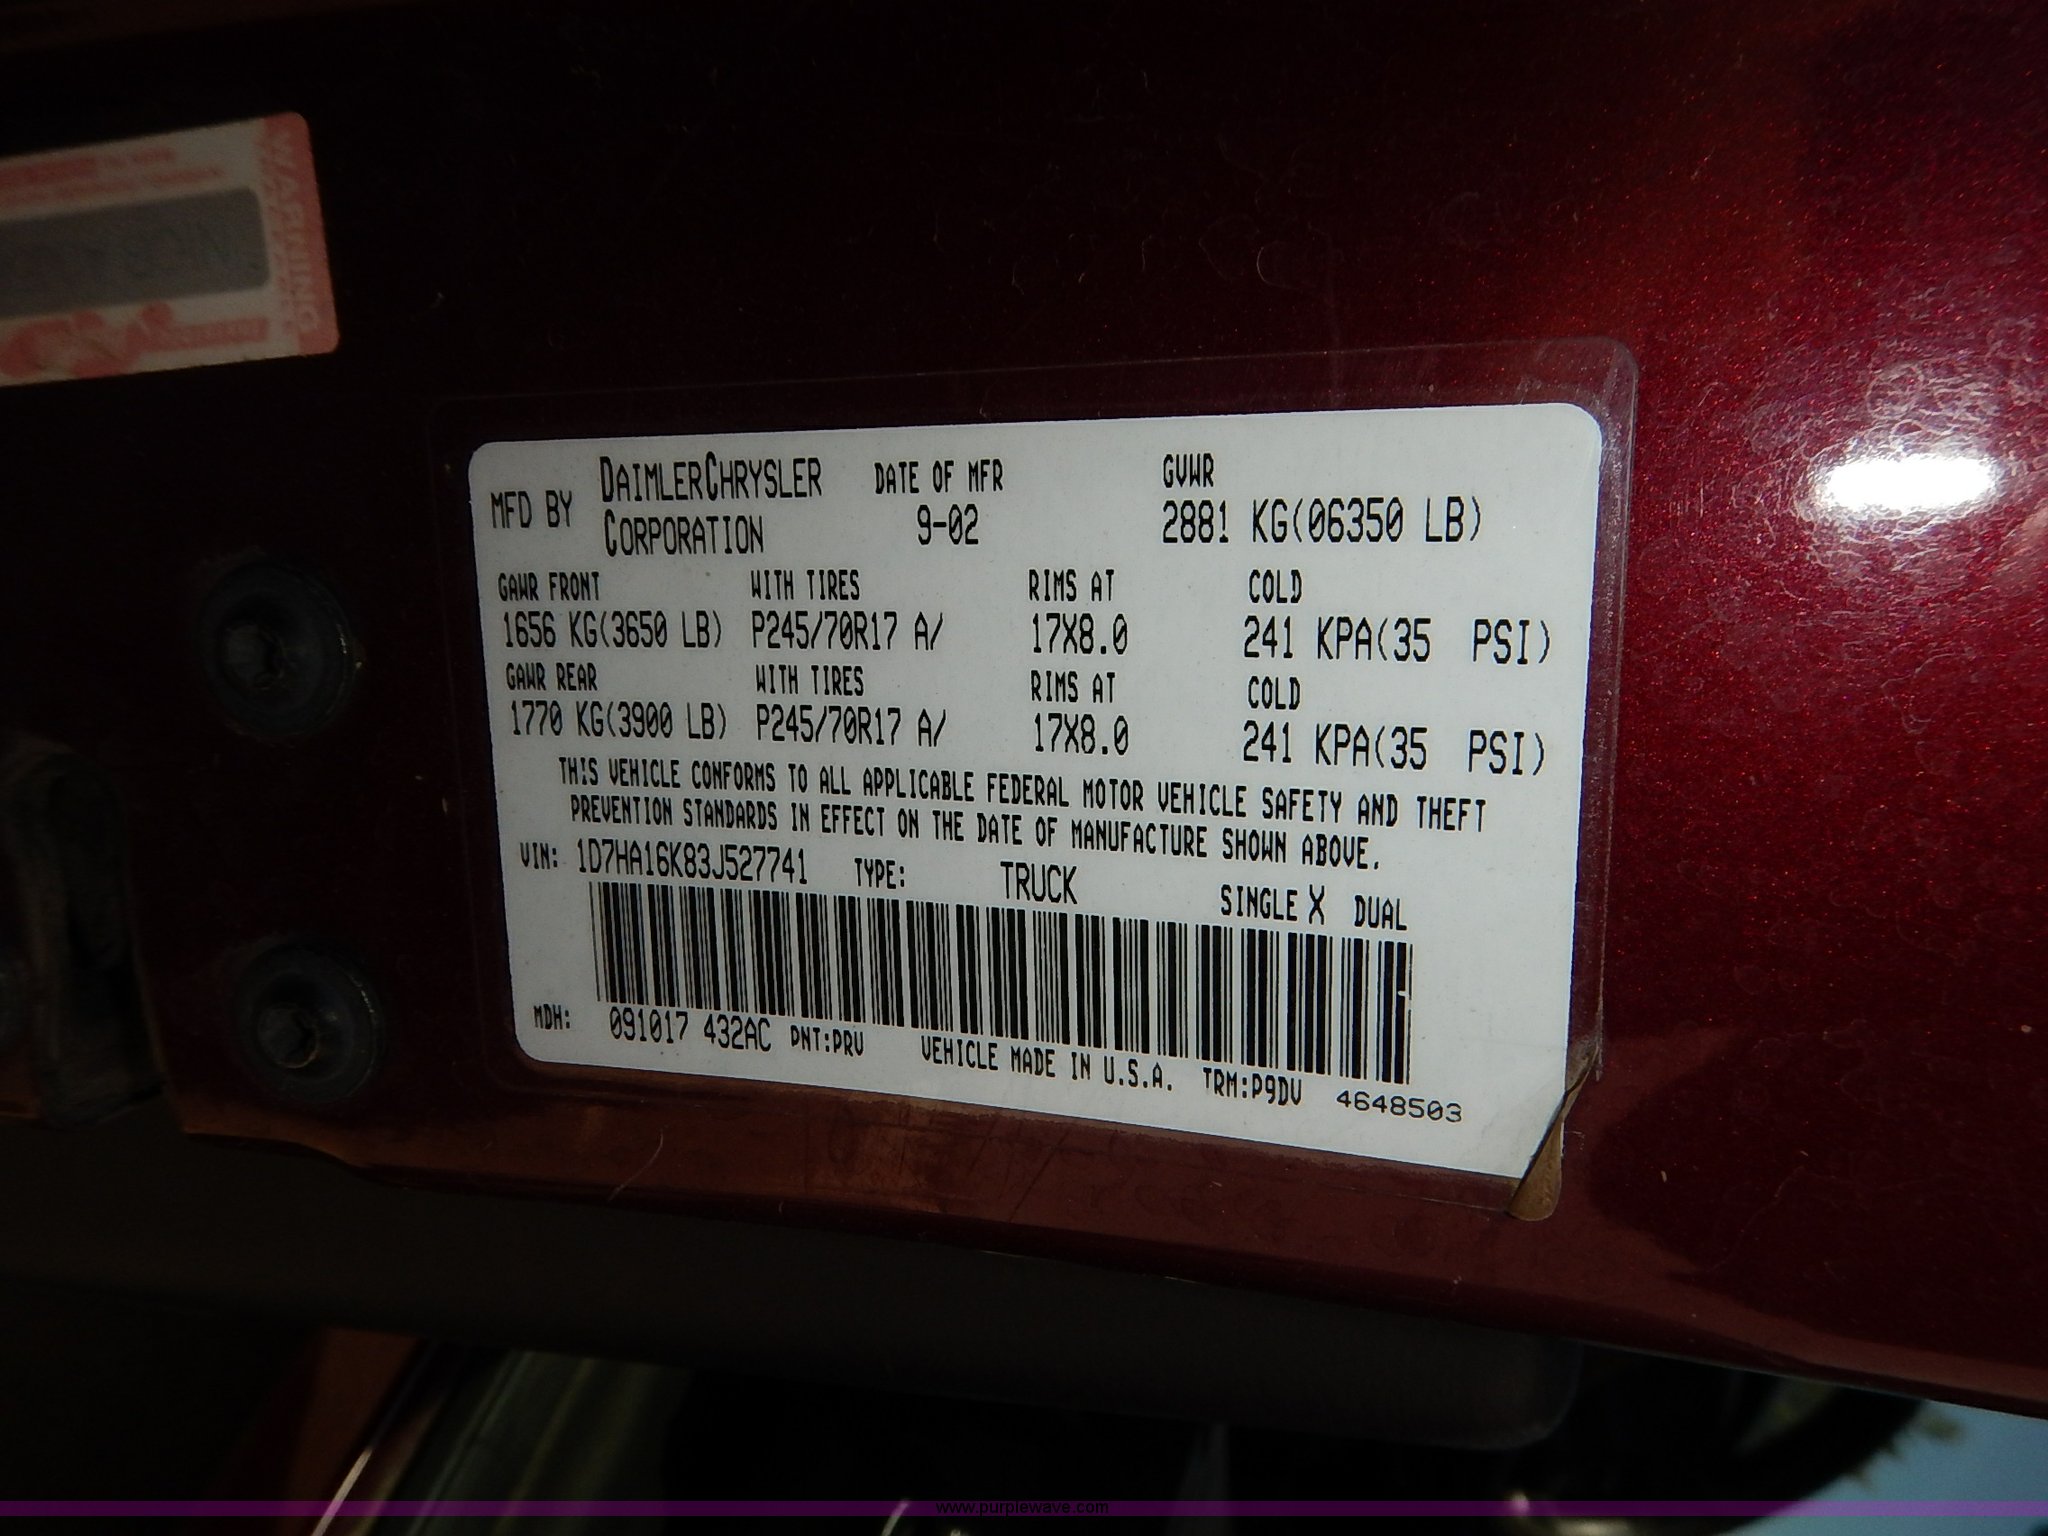 WARNING
MFD BY DAIMLERCHRYSLER CORPORATION DATE OF MFR 9-02 GVWR 2881 KG(06350 LB)
GAWR FRONT WITH TIRES RIMS AT COLD
1656 KG(3650 LB) P245/70R17 A/ 17X8.0 241 KPA(35 PSI)
GAWR REAR WITH TIRES RIMS AT COLD
1770 KG(3900 LB) P245/70R17 A/ 17X8.0 241 KPA(35 PSI)
THIS VEHICLE CONFORMS TO ALL APPLICABLE FEDERAL MOTOR VEHICLE SAFETY AND THEFT
PREVENTION STANDARDS IN EFFECT ON THE DATE OF MANUFACTURE SHOWN ABOVE.
VIN: 1D7HA16K83J527741 TYPE: TRUCK SINGLE X DUAL
MDH: 091017 432AC PNT:PRV VEHICLE MADE IN U.S.A. TRM:P9DV 4648503
www.purplewave.com